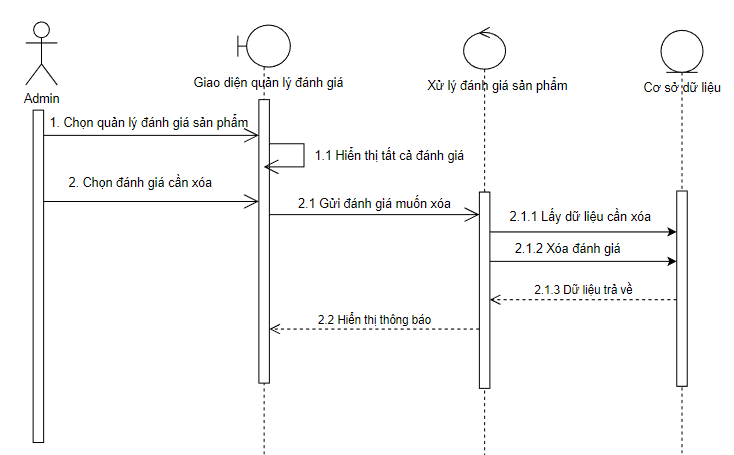 Giao diện quản lý đánh giá
Xử lý đánh giá sản phẩm
Cơ sở dữ liệu
Admin
1. Chọn quản lý đánh giá sản phẩm
1.1 Hiển thị tất cả đánh giá
2. Chọn đánh giá cần xóa
2.1 Gửi đánh giá muốn xóa
2.1.1 Lấy dữ liệu cần xóa
2.1.2 Xóa đánh giá
2.1.3 Dữ liệu trả về
2.2 Hiển thị thông báo